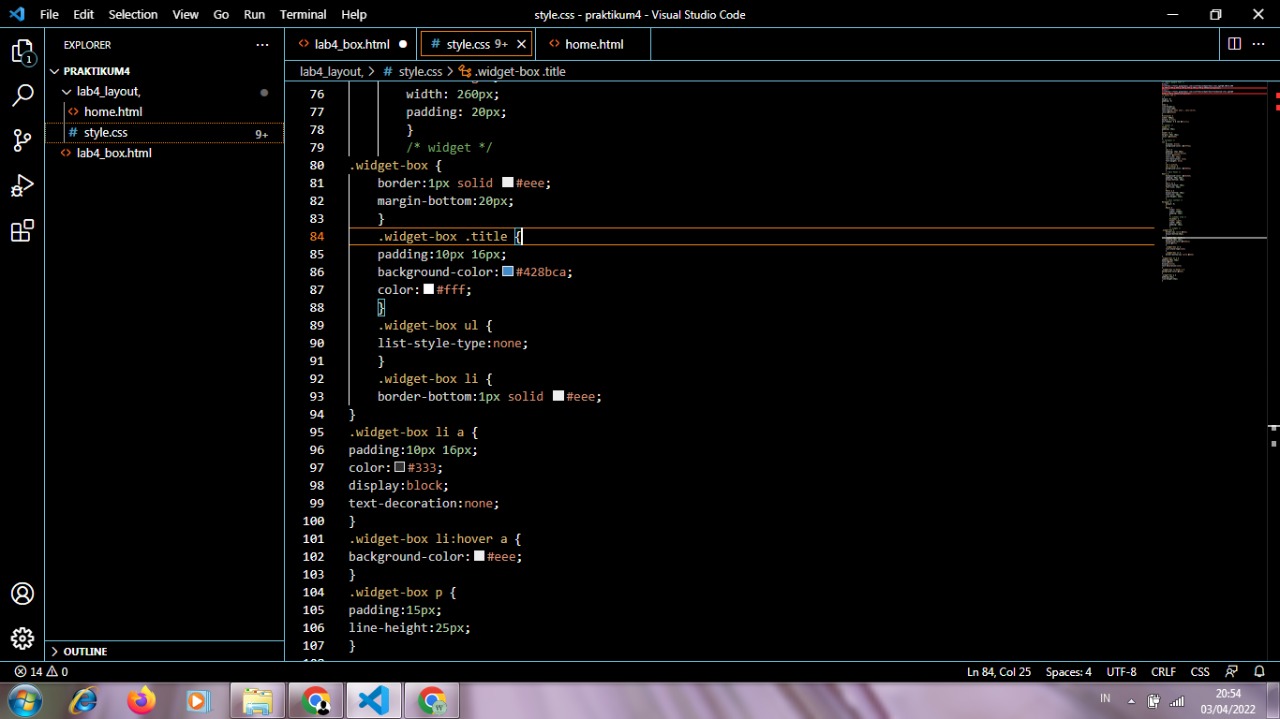 File Edit Selection View Go Run Terminal Help
style.css - praktikum4 - Visual Studio Code
EXPLORER
lab4_box.html
style.css 9+
home.html
PRAKTIKUM4
lab4_layout,
home.html
style.css 9+
lab4_box.html
OUTLINE
1
lab4_layout, > # style.css > .widget-box .title
76 width: 260px;
77 padding: 20px;
78 }
79 /* widget */
80 .widget-box {
81 border:1px solid #eee;
82 margin-bottom:20px;
83 }
84 .widget-box .title {
85 padding:10px 16px;
86 background-color:#428bca;
87 color:#fff;
88 }
89 .widget-box ul {
90 list-style-type:none;
91 }
92 .widget-box li {
93 border-bottom:1px solid #eee;
94 }
95 .widget-box li a {
96 padding:10px 16px;
97 color:#333;
98 display:block;
99 text-decoration:none;
100 }
101 .widget-box li:hover a {
102 background-color:#eee;
103 }
104 .widget-box p {
105 padding:15px;
106 line-height:25px;
107 }
14 0
Ln 84, Col 25 Spaces: 4 UTF-8 CRLF CSS
IN
20:54
03/04/2022